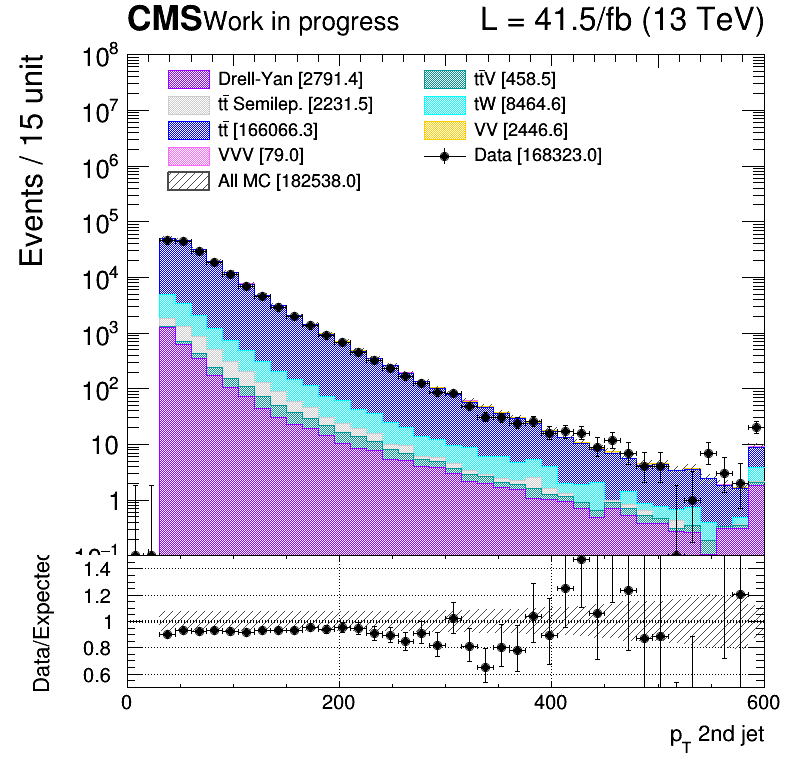 CMS Work in progress L = 41.5/fb (13 TeV)
Events / 15 unit
10⁸
10⁷
10⁶
10⁵
10⁴
10³
10²
10
1
10⁻¹
Drell-Yan [2791.4]
tt̄ Semilep. [2231.5]
tt̄ [166066.3]
VVV [79.0]
All MC [182538.0]
tt̄V [458.5]
tW [8464.6]
VV [2446.6]
Data [168323.0]
Data/Expected
1.4
1.2
1
0.8
0.6
0 200 400 600
p_T 2nd jet